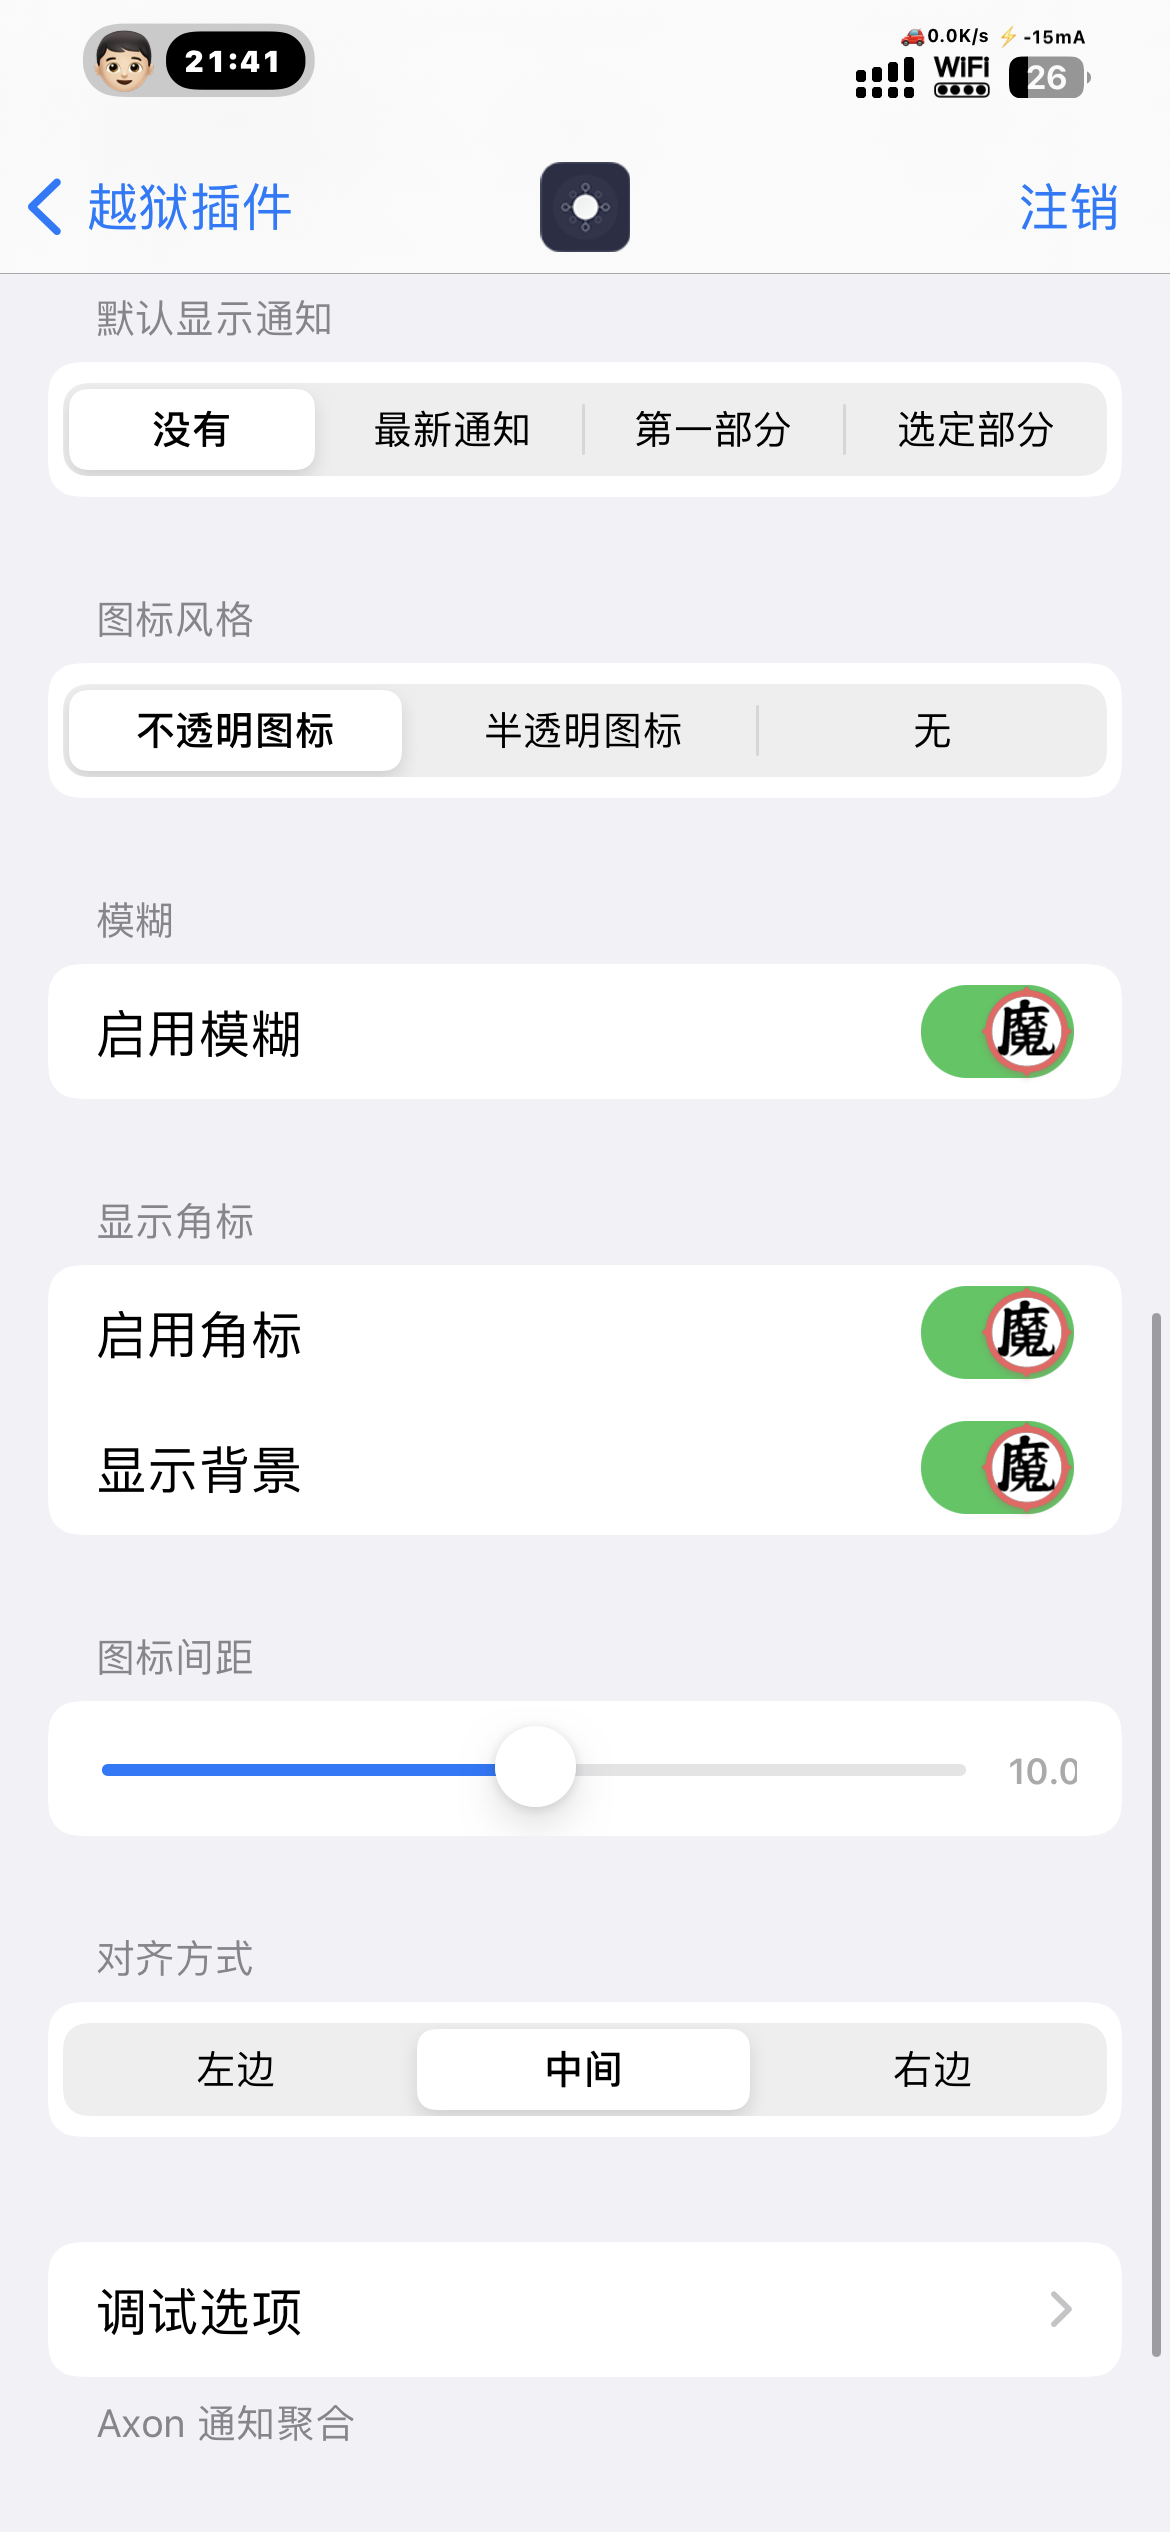 21:41
0.0K/s -15mA
WiFi 26
越狱插件
注销
默认显示通知
没有 最新通知 第一部分 选定部分
图标风格
不透明图标 半透明图标 无
模糊
启用模糊 魔
显示角标
启用角标 魔
显示背景 魔
图标间距
10.0
对齐方式
左边 中间 右边
调试选项
Axon 通知聚合